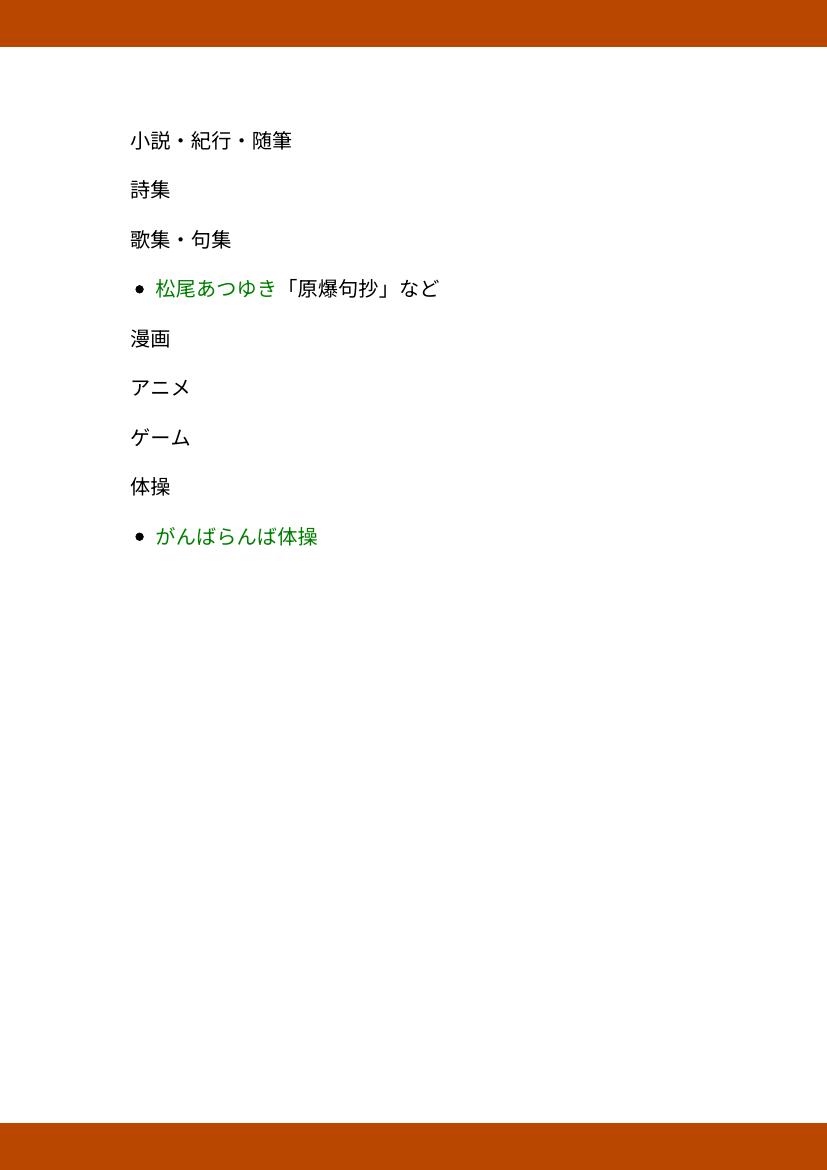 小説・紀行・随筆
詩集
歌集・句集
• 松尾あつゆき「原爆句抄」など
漫画
アニメ
ゲーム
体操
• がんばらんば体操